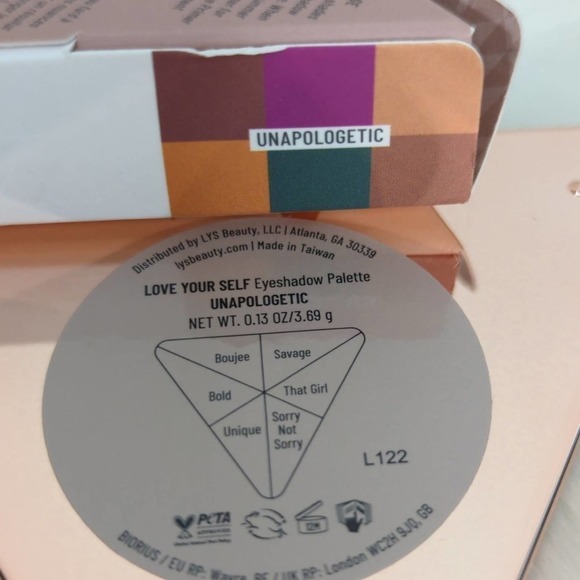 UNAPOLOGETIC
Distributed by LYS Beauty, LLC | Atlanta, GA 30339
lysbeauty.com | Made in Taiwan
LOVE YOUR SELF Eyeshadow Palette
UNAPOLOGETIC
NET WT. 0.13 OZ/3.69 g
Boujee Savage
Bold That Girl
Unique Sorry
Not
Sorry
L122
PETA
12M
BIORIUS / EU RP: Wavre, BE / UK RP: London WC2H 9JQ, GB